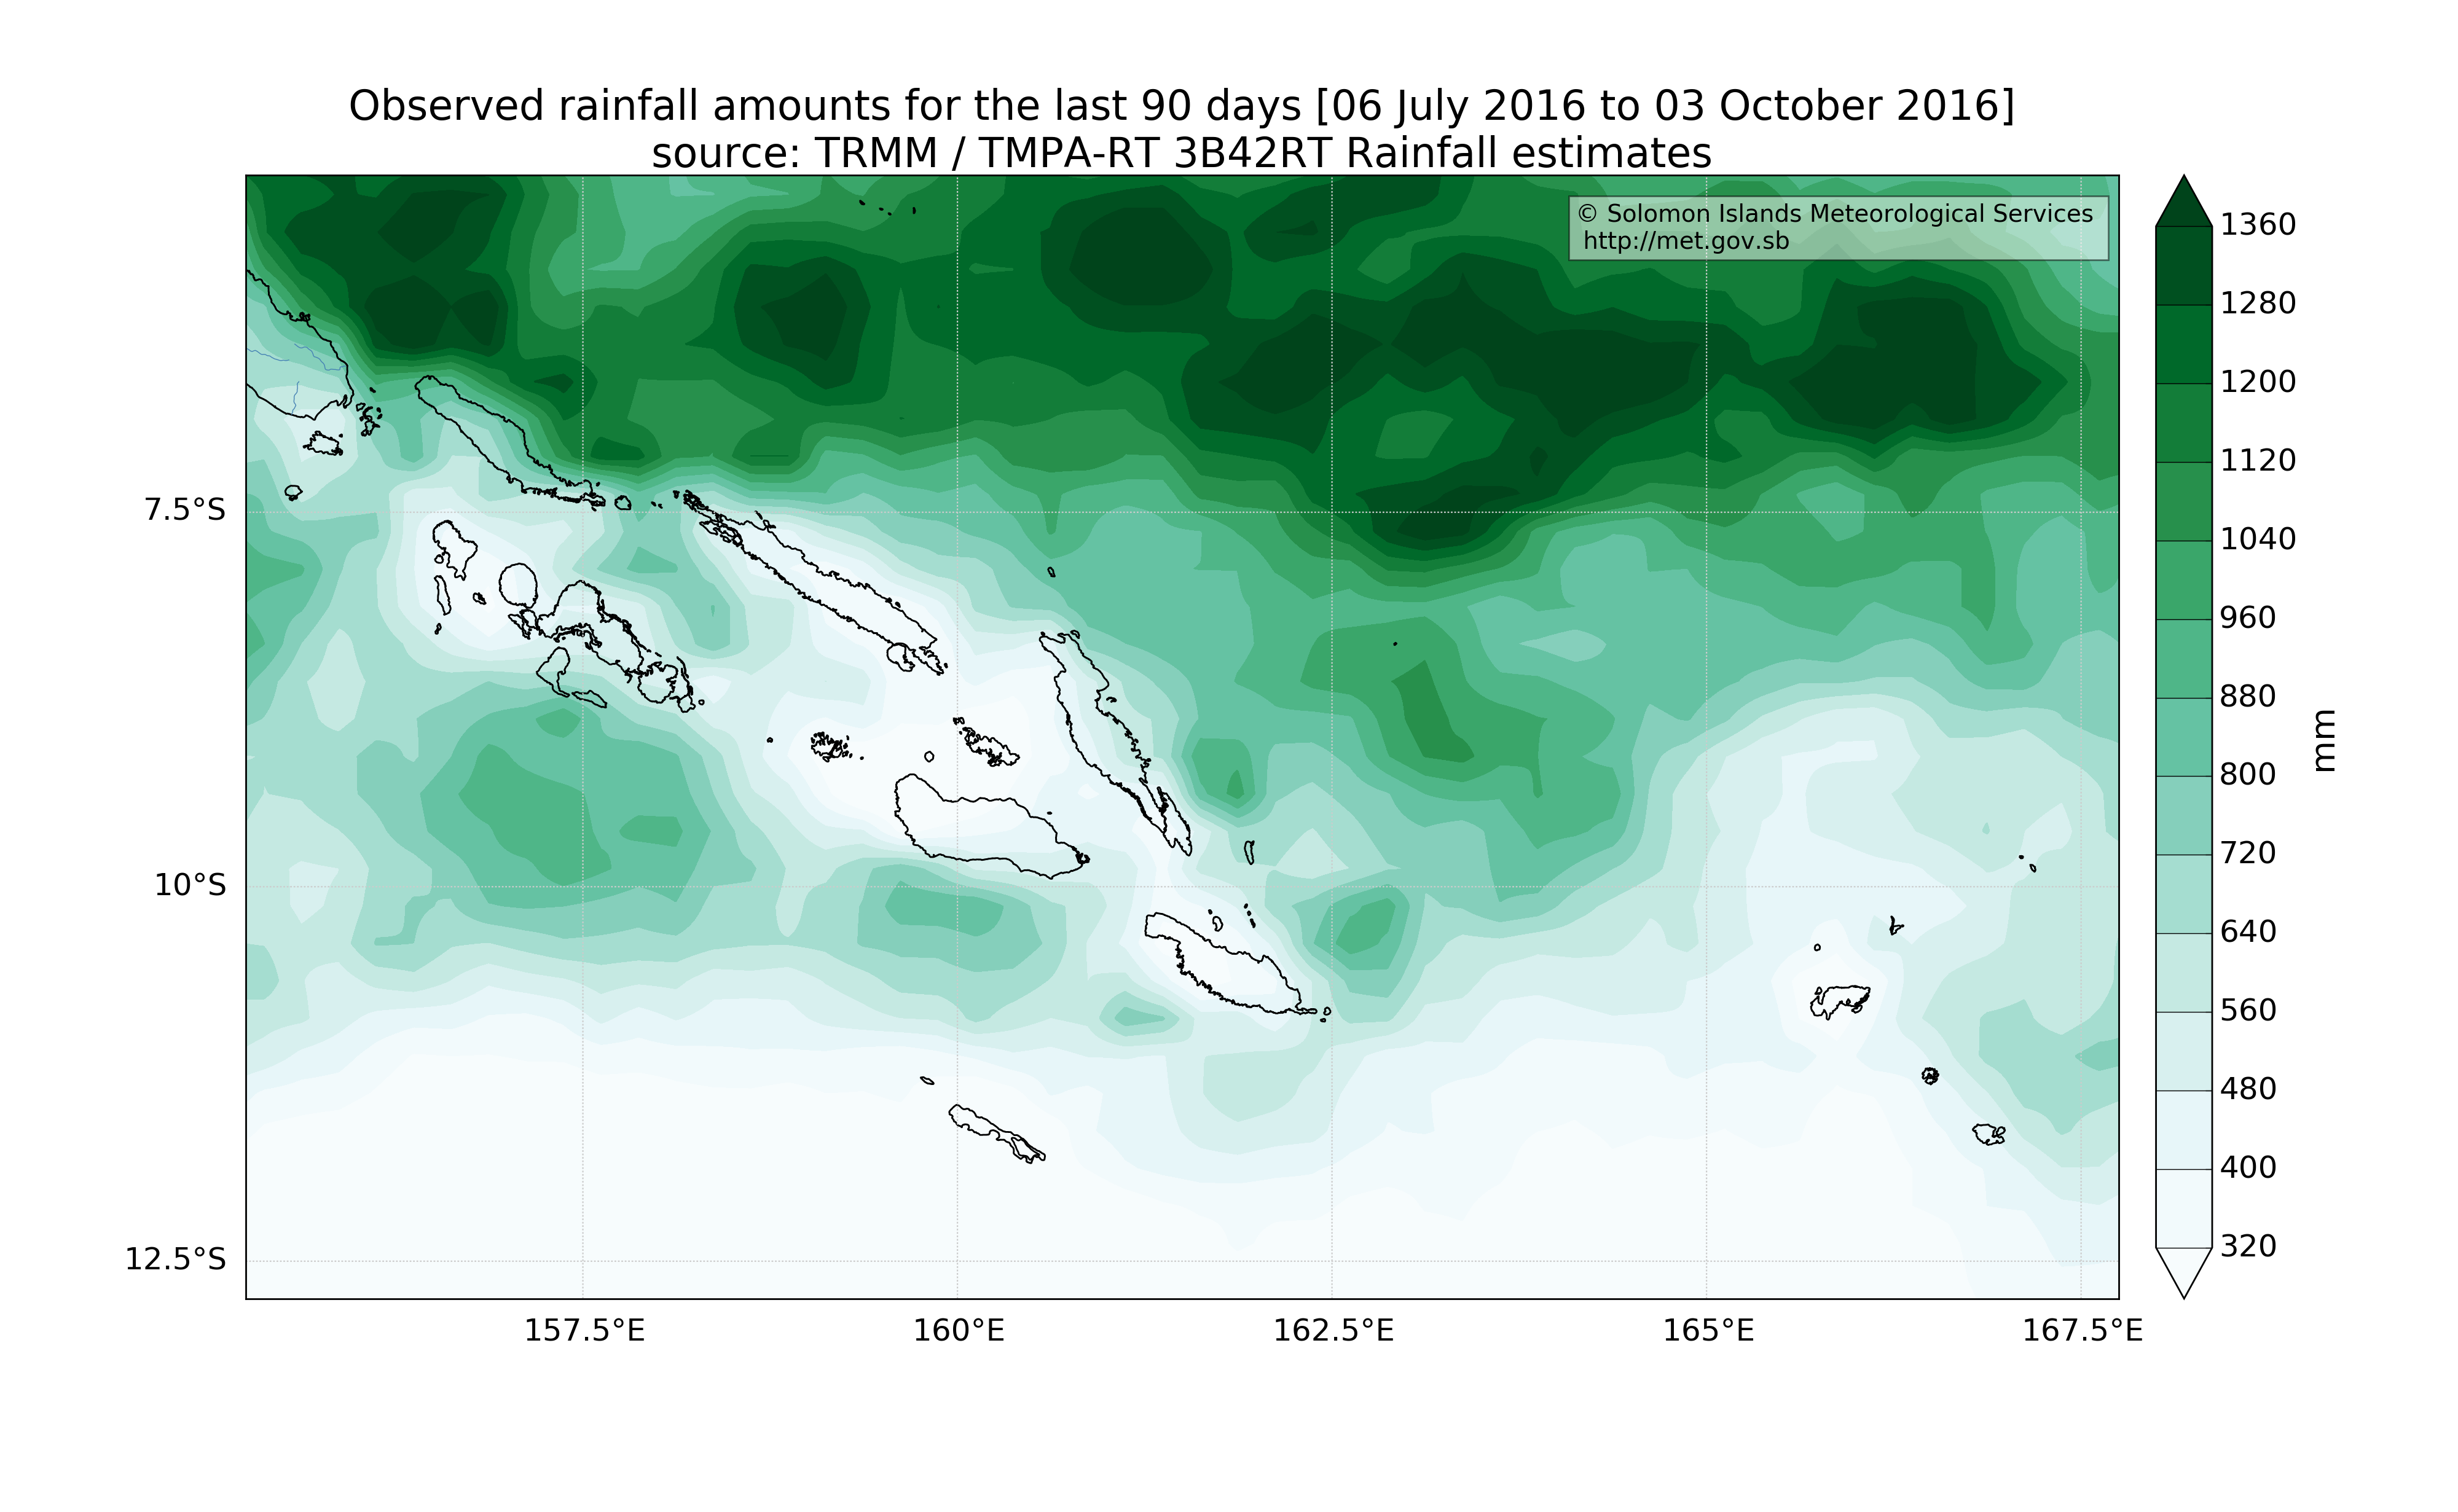 Observed rainfall amounts for the last 90 days [06 July 2016 to 03 October 2016]
source: TRMM / TMPA-RT 3B42RT Rainfall estimates
© Solomon Islands Meteorological Services
http://met.gov.sb
7.5°S
10°S
12.5°S
157.5°E
160°E
162.5°E
165°E
167.5°E
1360
1280
1200
1120
1040
960
880
800
720
640
560
480
400
320
mm